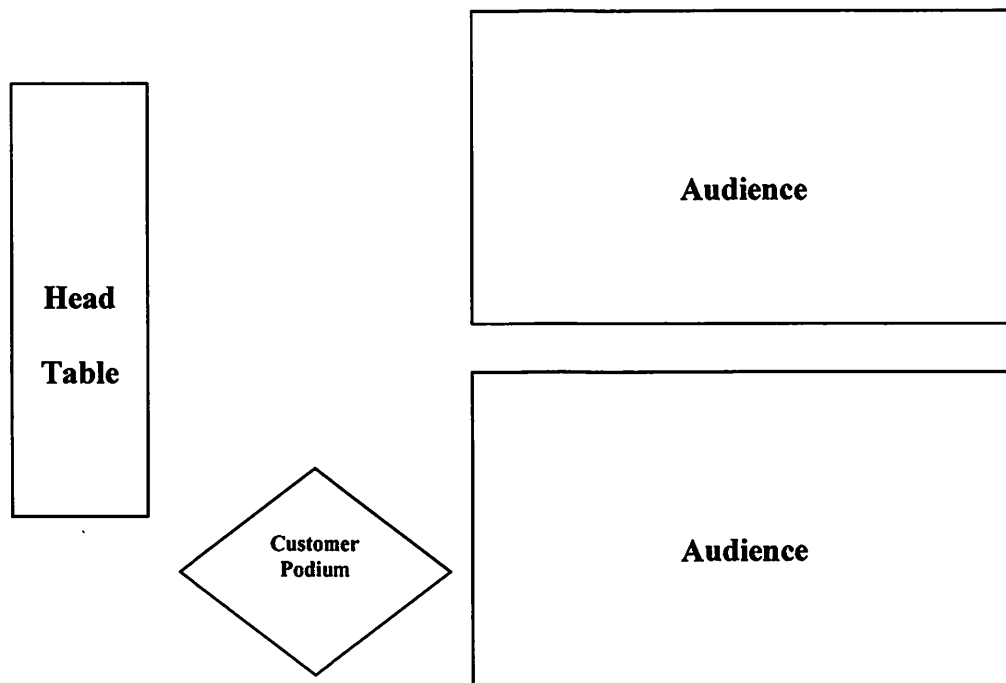 Audience
Head
Table
Customer
Podium
Audience